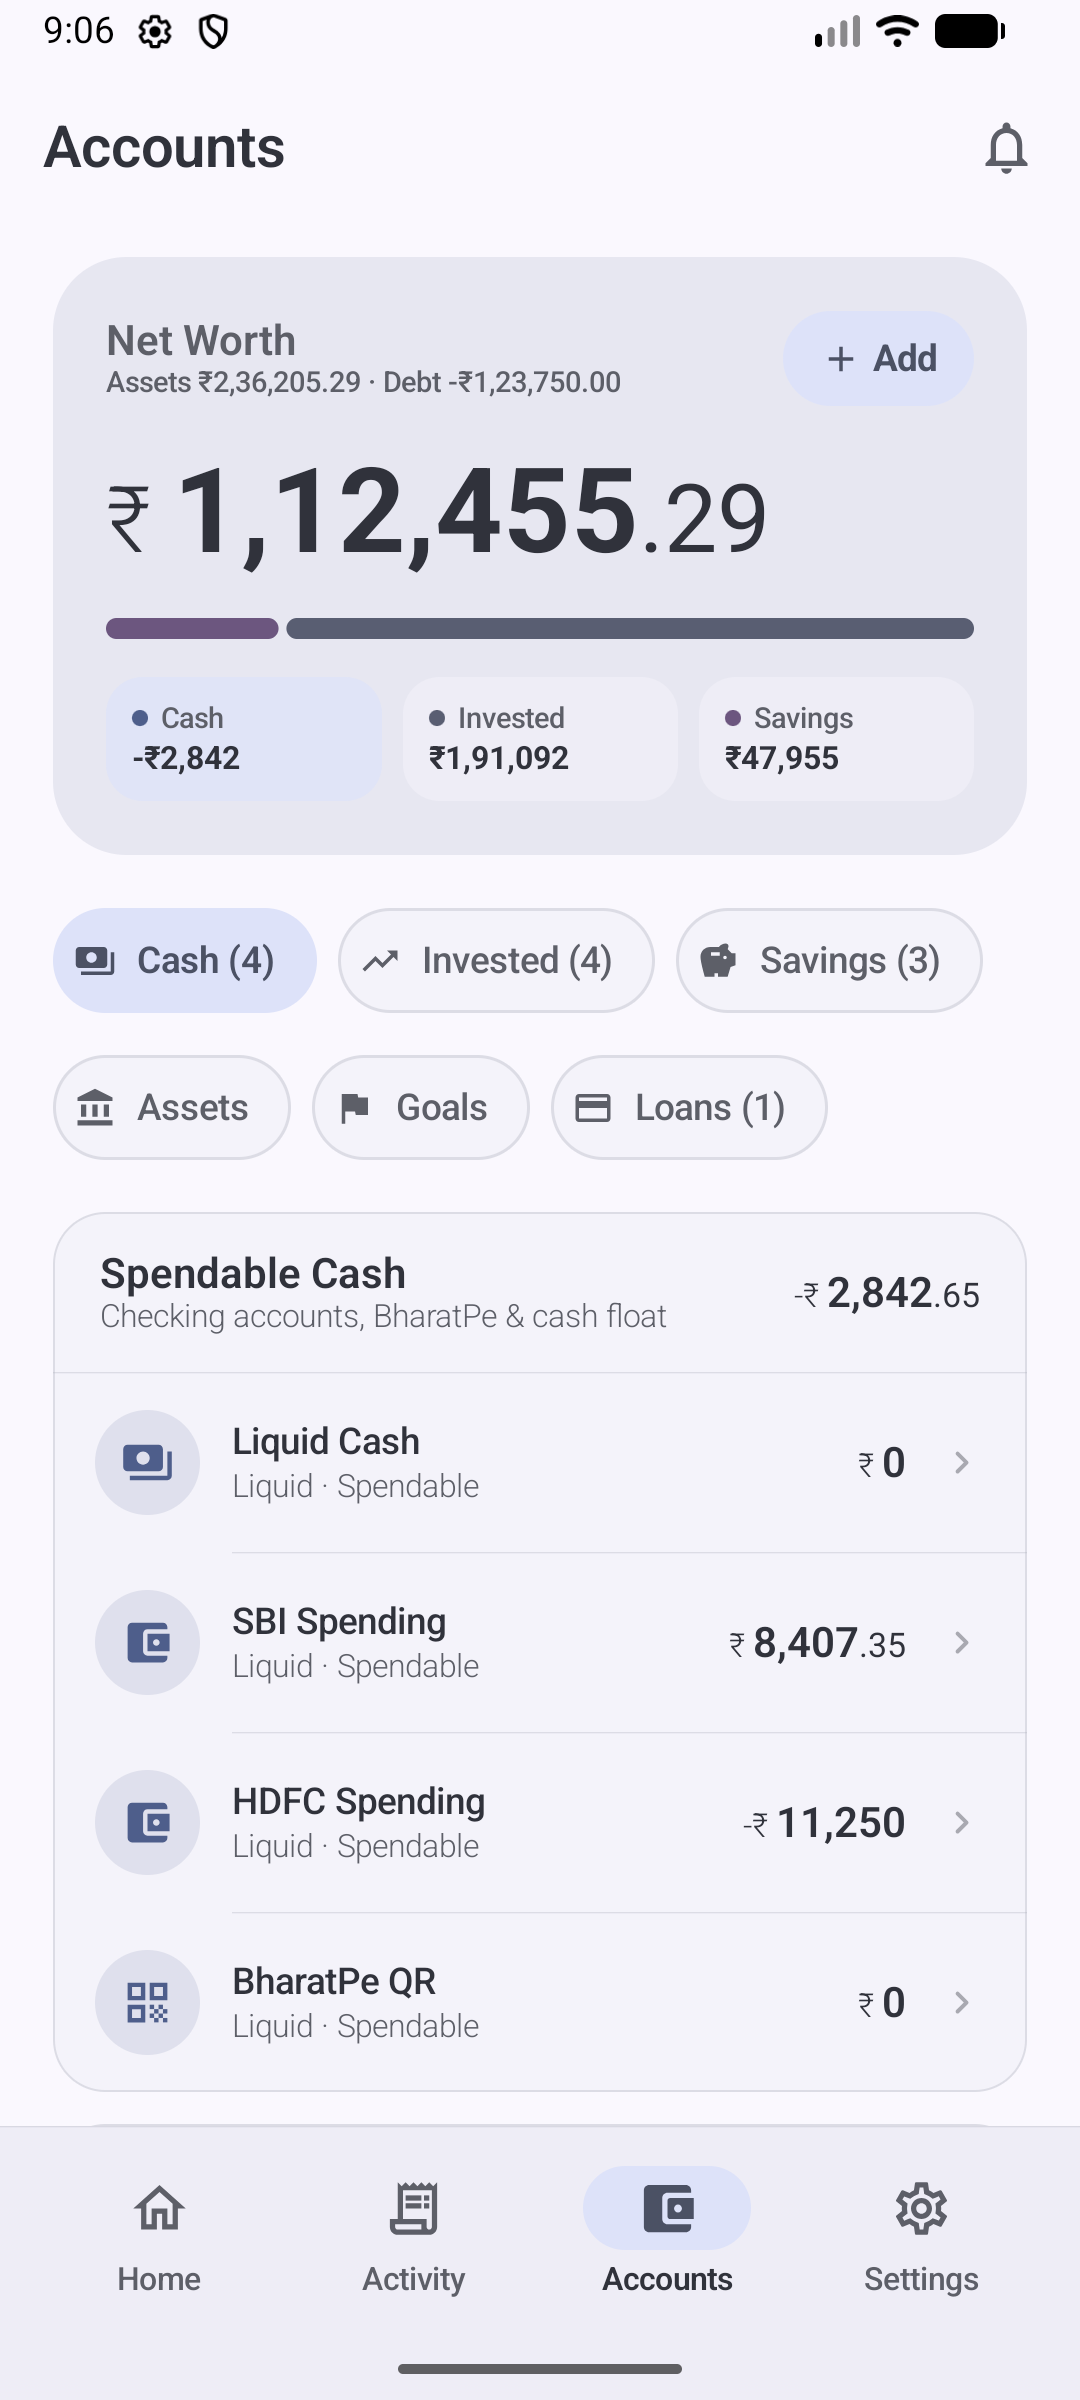 9:06
Accounts
Net Worth
Assets ₹2,36,205.29 · Debt -₹1,23,750.00
+ Add
₹ 1,12,455.29
Cash
-₹2,842
Invested
₹1,91,092
Savings
₹47,955
Cash (4)
Invested (4)
Savings (3)
Assets
Goals
Loans (1)
Spendable Cash
Checking accounts, BharatPe & cash float
-₹ 2,842.65
Liquid Cash
Liquid · Spendable
₹ 0
SBI Spending
Liquid · Spendable
₹ 8,407.35
HDFC Spending
Liquid · Spendable
-₹ 11,250
BharatPe QR
Liquid · Spendable
₹ 0
Home
Activity
Accounts
Settings